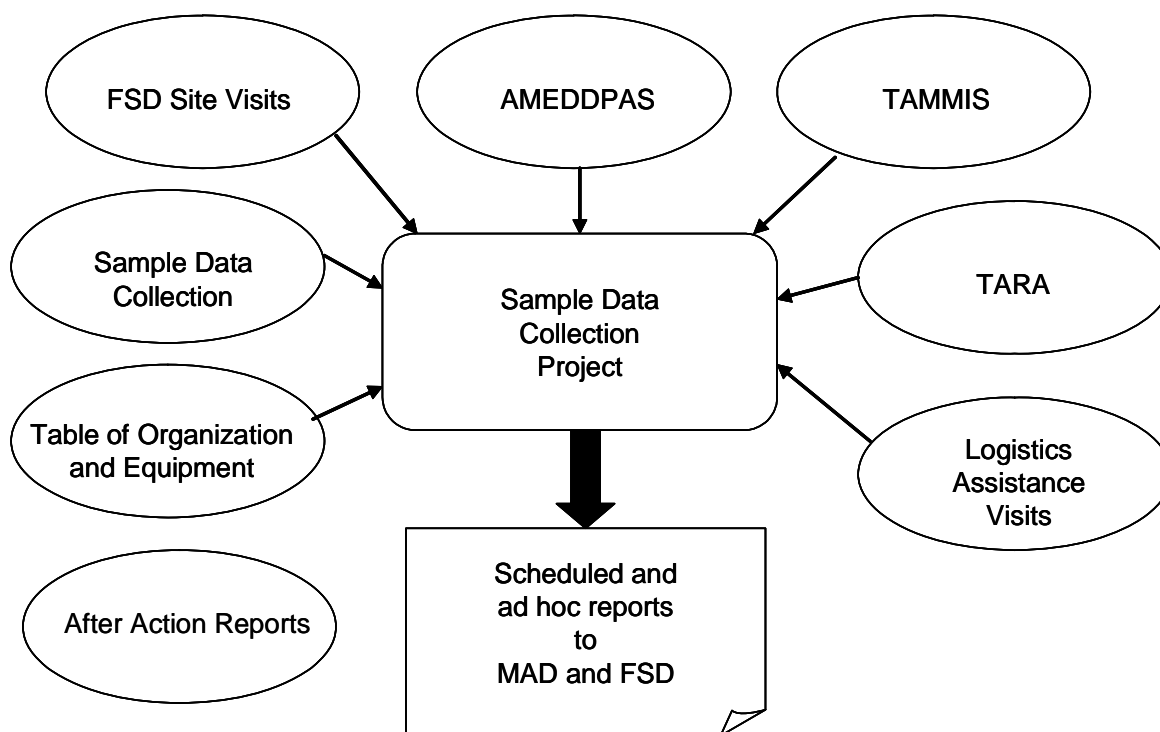 FSD Site Visits
AMEDDPAS
TAMMIS
Sample Data
Collection
Sample Data
Collection
Project
TARA
Table of Organization
and Equipment
Logistics
Assistance
Visits
After Action Reports
Scheduled and
ad hoc reports
to
MAD and FSD